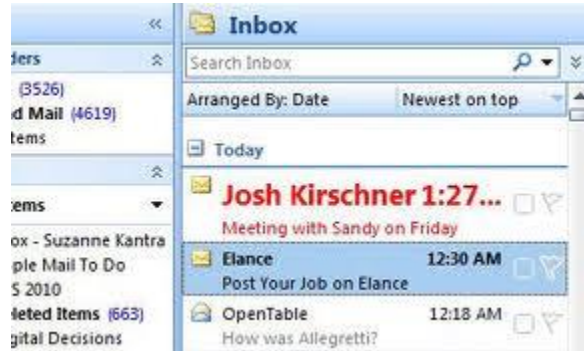 ders
(3526)
d Mail (4619)
tems
ems
ox - Suzanne Kantra
ple Mail To Do
S 2010
leted Items (663)
gital Decisions
Inbox
Search Inbox
Arranged By: Date Newest on top
Today
Josh Kirschner 1:27...
Meeting with Sandy on Friday
Elance 12:30 AM
Post Your Job on Elance
OpenTable 12:18 AM
How was Allegretti?